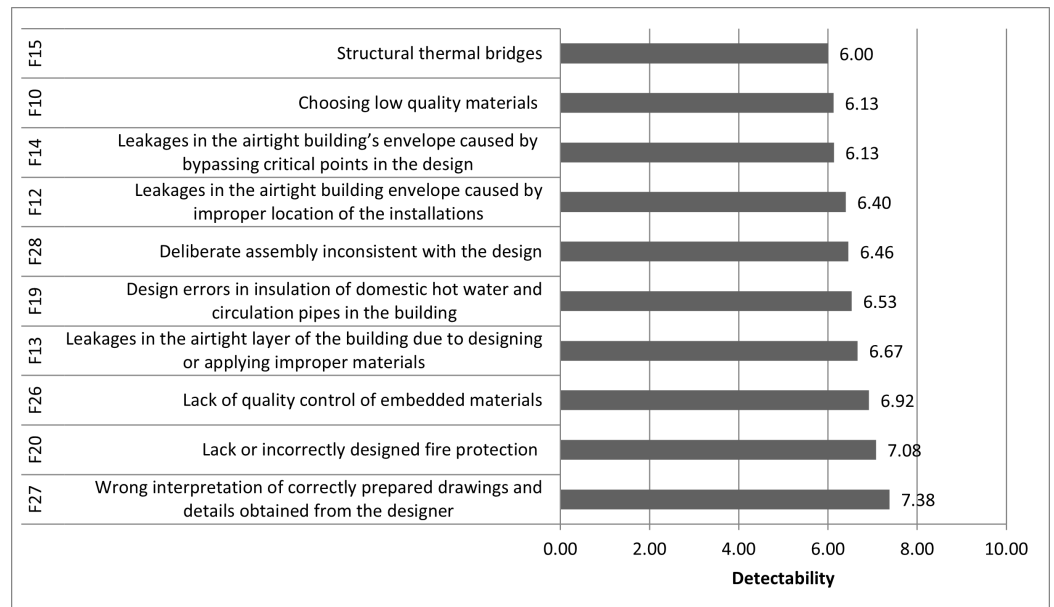 F15
Structural thermal bridges
6.00
F10
Choosing low quality materials
6.13
F14
Leakages in the airtight building’s envelope caused by
bypassing critical points in the design
6.13
F12
Leakages in the airtight building envelope caused by
improper location of the installations
6.40
F28
Deliberate assembly inconsistent with the design
6.46
F19
Design errors in insulation of domestic hot water and
circulation pipes in the building
6.53
F13
Leakages in the airtight layer of the building due to designing
or applying improper materials
6.67
F26
Lack of quality control of embedded materials
6.92
F20
Lack or incorrectly designed fire protection
7.08
F27
Wrong interpretation of correctly prepared drawings and
details obtained from the designer
7.38
0.00 2.00 4.00 6.00 8.00 10.00
Detectability